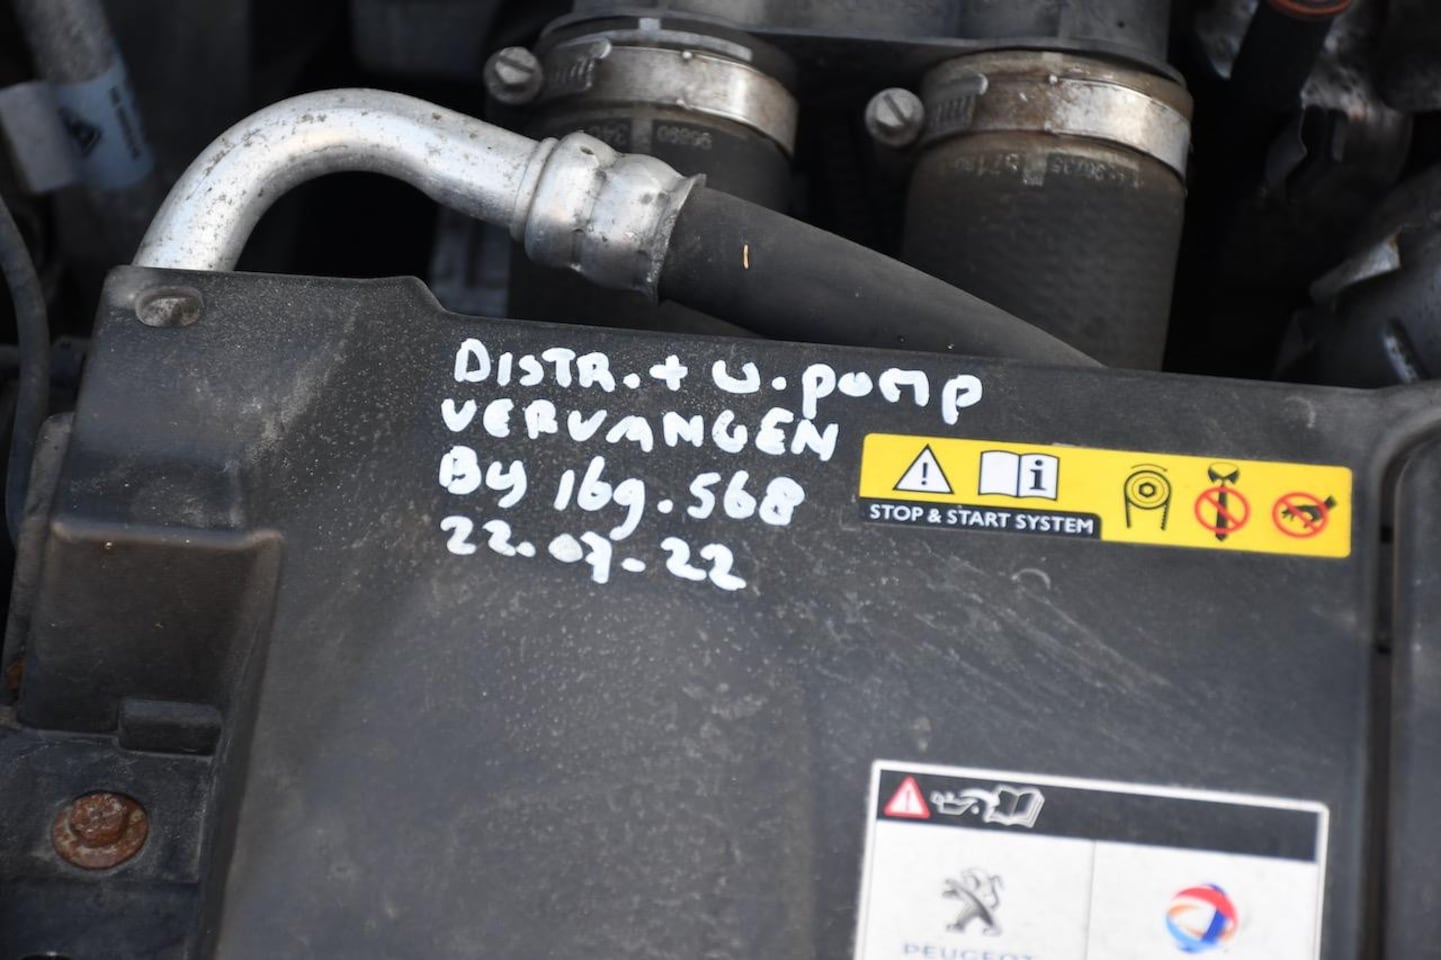 DISTR. + W. POMP
VERVANGEN
By 169.568
22.07.22
STOP & START SYSTEM
PEUGEOT